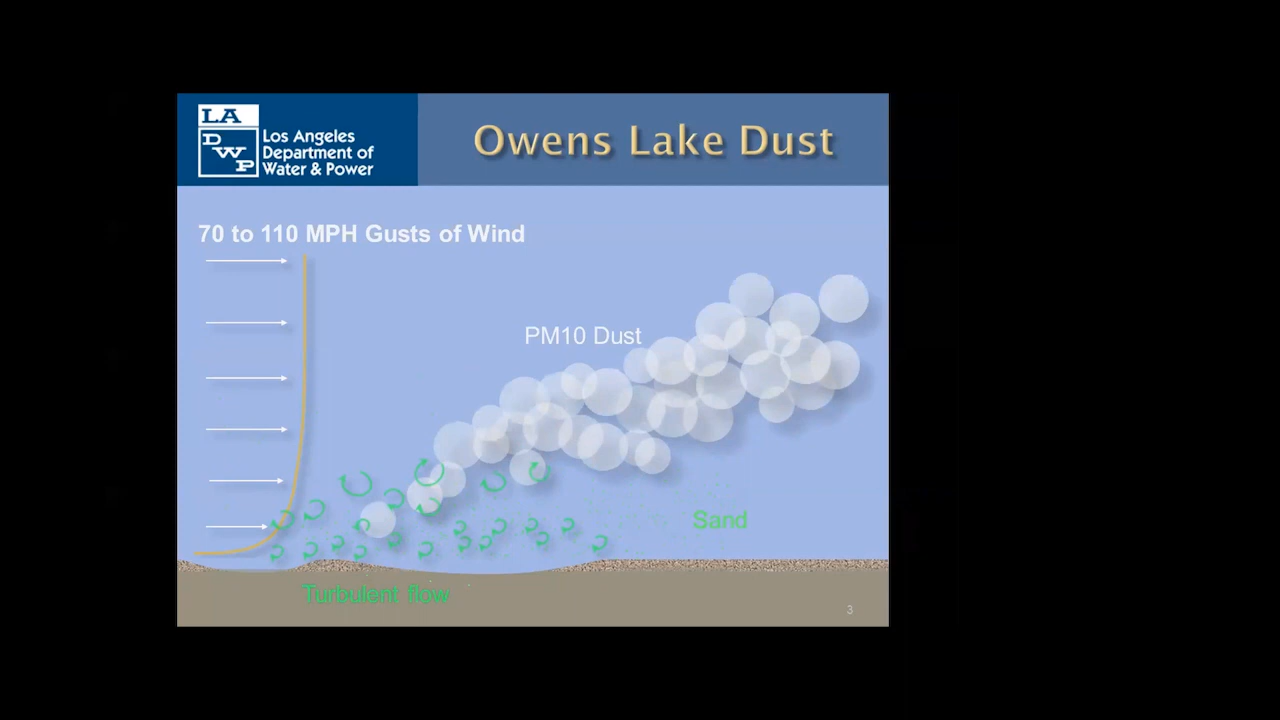 LA
DWP
Los Angeles
Department of
Water & Power
Owens Lake Dust
70 to 110 MPH Gusts of Wind
PM10 Dust
Sand
Turbulent flow
3